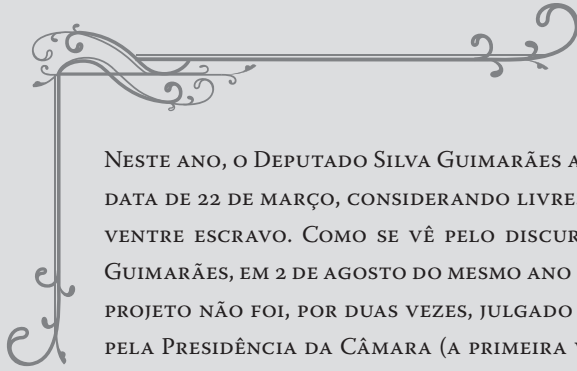 NESTE ANO, O DEPUTADO SILVA GUIMARÃES A
DATA DE 22 DE MARÇO, CONSIDERANDO LIVRE
VENTRE ESCRAVO. COMO SE VÊ PELO DISCUR
GUIMARÃES, EM 2 DE AGOSTO DO MESMO ANO
PROJETO NÃO FOI, POR DUAS VEZES, JULGADO
PELA PRESIDÊNCIA DA CÂMARA (A PRIMEIRA V